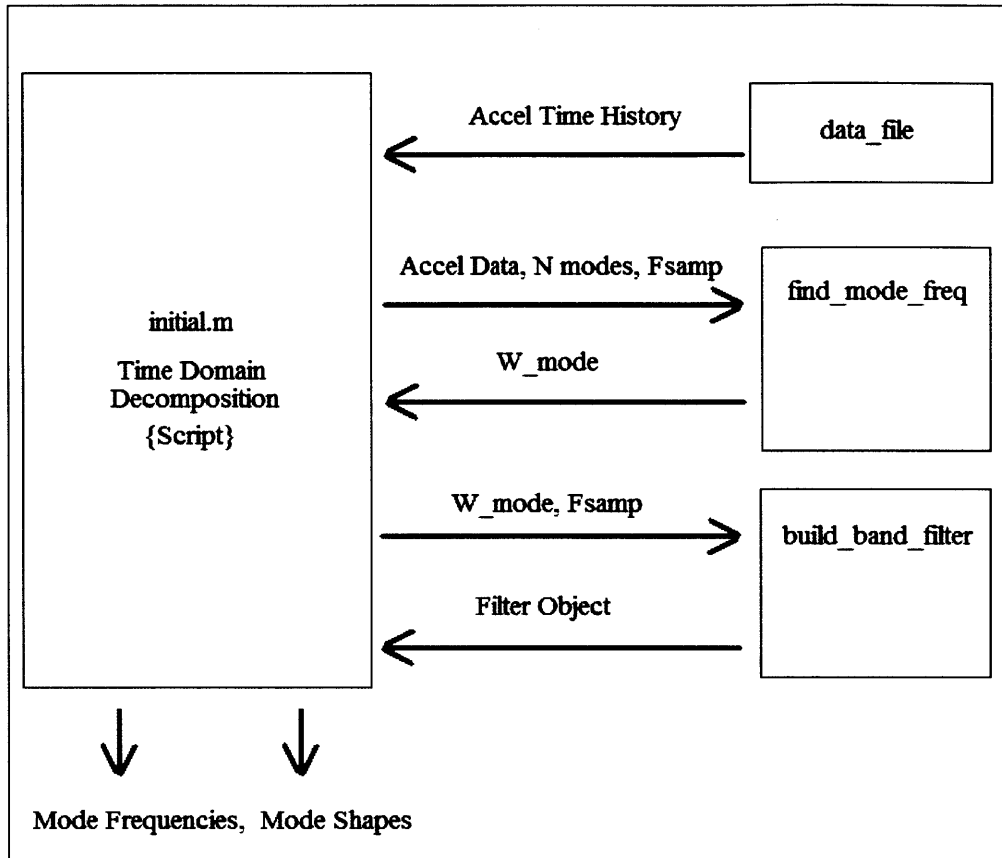 Accel Time History
data_file
Accel Data, N modes, Fsamp
find_mode_freq
initial.m
Time Domain
Decomposition
{Script}
W_mode
W_mode, Fsamp
build_band_filter
Filter Object
Mode Frequencies, Mode Shapes